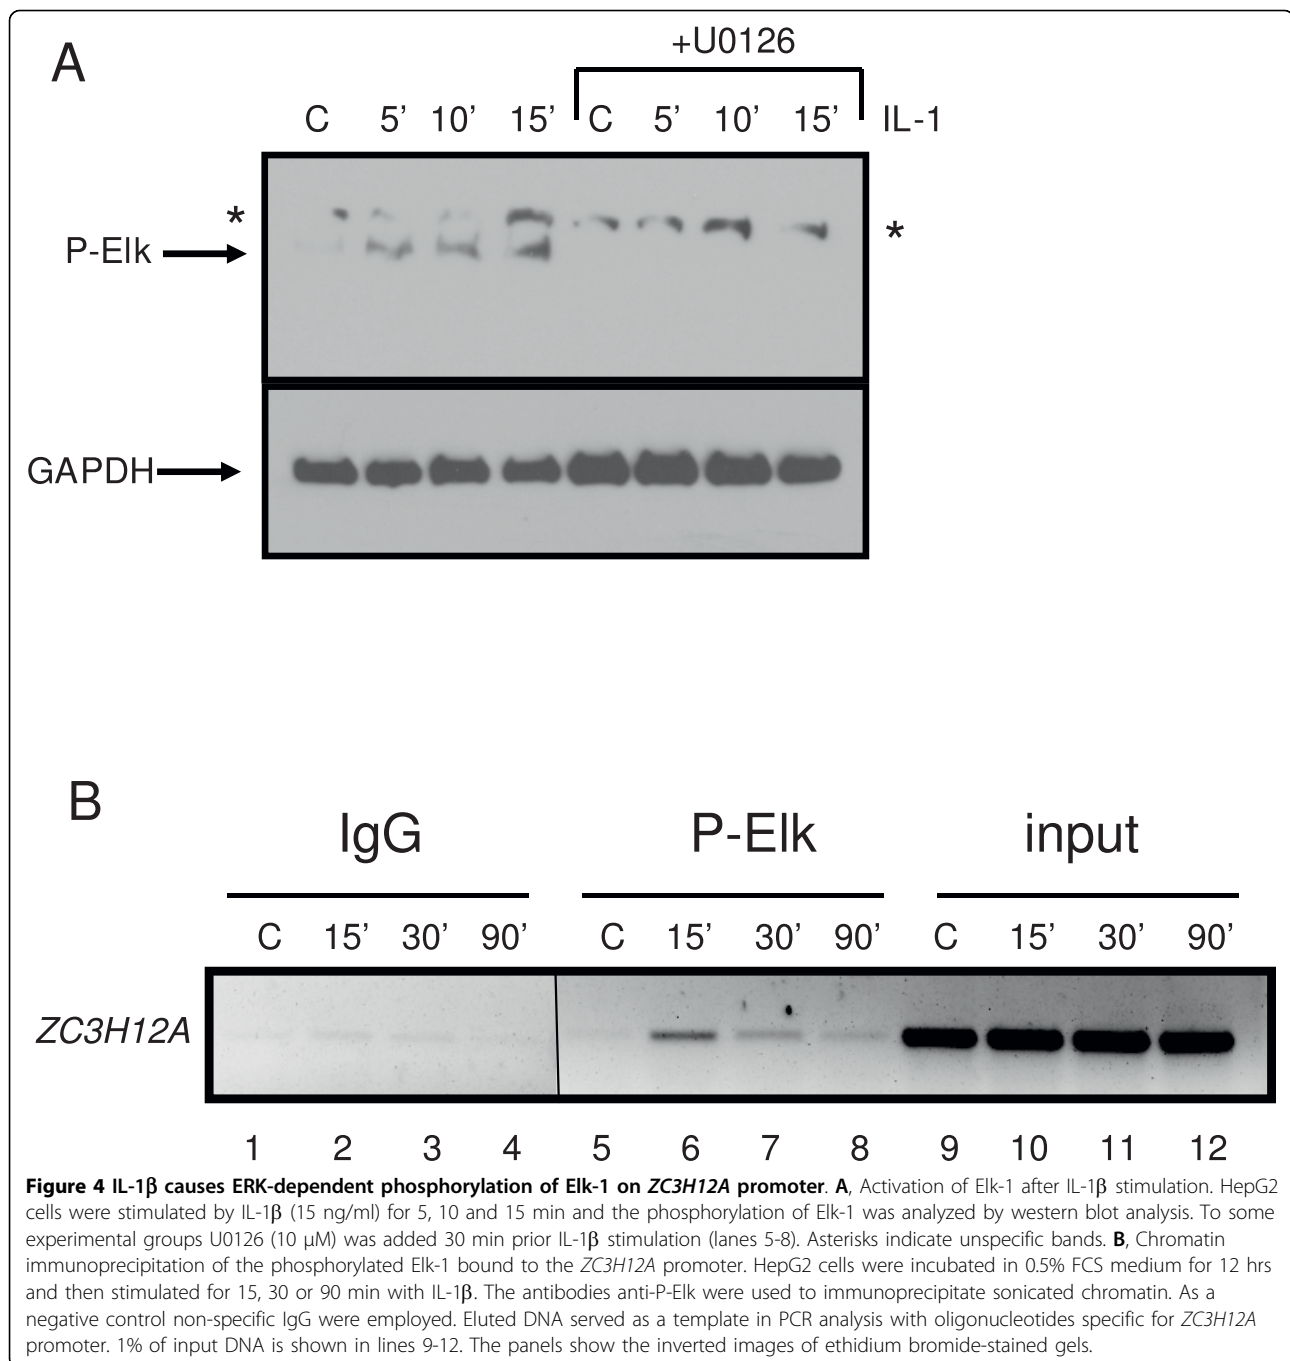 A
+U0126
C 5’ 10’ 15’ C 5’ 10’ 15’ IL-1
*
*
P-Elk
GAPDH
B
IgG P-Elk input
C 15’ 30’ 90’ C 15’ 30’ 90’ C 15’ 30’ 90’
ZC3H12A
1 2 3 4 5 6 7 8 9 10 11 12
Figure 4 IL-1β causes ERK-dependent phosphorylation of Elk-1 on ZC3H12A promoter. A, Activation of Elk-1 after IL-1β stimulation. HepG2
cells were stimulated by IL-1β (15 ng/ml) for 5, 10 and 15 min and the phosphorylation of Elk-1 was analyzed by western blot analysis. To some
experimental groups U0126 (10 μM) was added 30 min prior IL-1β stimulation (lanes 5-8). Asterisks indicate unspecific bands. B, Chromatin
immunoprecipitation of the phosphorylated Elk-1 bound to the ZC3H12A promoter. HepG2 cells were incubated in 0.5% FCS medium for 12 hrs
and then stimulated for 15, 30 or 90 min with IL-1β. The antibodies anti-P-Elk were used to immunoprecipitate sonicated chromatin. As a
negative control non-specific IgG were employed. Eluted DNA served as a template in PCR analysis with oligonucleotides specific for ZC3H12A
promoter. 1% of input DNA is shown in lines 9-12. The panels show the inverted images of ethidium bromide-stained gels.